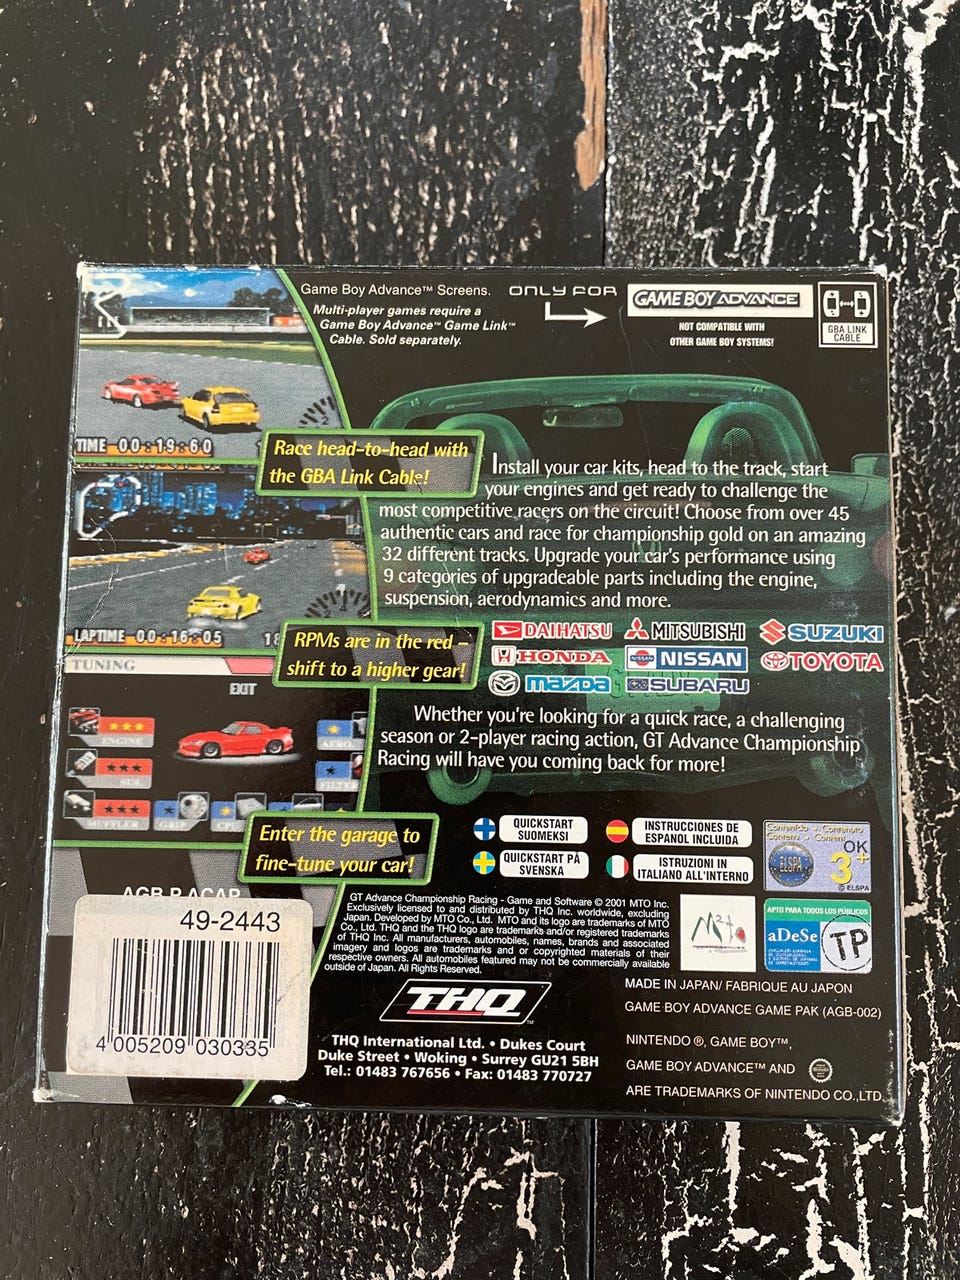 Game Boy Advance™ Screens.
Multi-player games require a
Game Boy Advance™ Game Link™
Cable. Sold separately.
ONLY FOR
GAME BOY ADVANCE
NOT COMPATIBLE WITH
OTHER GAME BOY SYSTEMS!
GBA LINK
CABLE
TIME 00:19:60
Race head-to-head with
the GBA Link Cable!
Install your car kits, head to the track, start
your engines and get ready to challenge the
most competitive racers on the circuit! Choose from over 45
authentic cars and race for championship gold on an amazing
32 different tracks. Upgrade your car's performance using
9 categories of upgradeable parts including the engine,
suspension, aerodynamics and more.
LAPTIME 00:16:05
18
RPMs are in the red –
shift to a higher gear!
DAIHATSU MITSUBISHI SUZUKI
HONDA NISSAN TOYOTA
mazda SUBARU
TUNING
EXIT
ENGINE
AERO.
SUS.
FILTER
MUFFLER GRIP CPU
Whether you're looking for a quick race, a challenging
season or 2-player racing action, GT Advance Championship
Racing will have you coming back for more!
Enter the garage to
fine-tune your car!
QUICKSTART
SUOMEKSI
INSTRUCCIONES DE
ESPANOL INCLUIDA
QUICKSTART PÅ
SVENSKA
ISTRUZIONI IN
ITALIANO ALL'INTERNO
OK
3+
ELSPA
© ELSPA
GT Advance Championship Racing - Game and Software © 2001 MTO Inc.
Exclusively licensed to and distributed by THQ Inc. worldwide, excluding
Japan. Developed by MTO Co., Ltd. MTO and its logo are trademarks of MTO
Co., Ltd. THQ and the THQ logo are trademarks and/or registered trademarks
of THQ Inc. All manufacturers, automobiles, names, brands and associated
imagery and logos are trademarks and or copyrighted materials of their
respective owners. All automobiles featured may not be commercially available
outside of Japan. All Rights Reserved.
APTO PARA TODOS LOS PÚBLICOS
aDeSe
TP
49-2443
4 005209 030335
THQ™
THQ International Ltd. • Dukes Court
Duke Street • Woking • Surrey GU21 5BH
Tel.: 01483 767656 • Fax: 01483 770727
MADE IN JAPAN/ FABRIQUE AU JAPON
GAME BOY ADVANCE GAME PAK (AGB-002)
NINTENDO ®, GAME BOY™,
GAME BOY ADVANCE™ AND
ARE TRADEMARKS OF NINTENDO CO.,LTD.